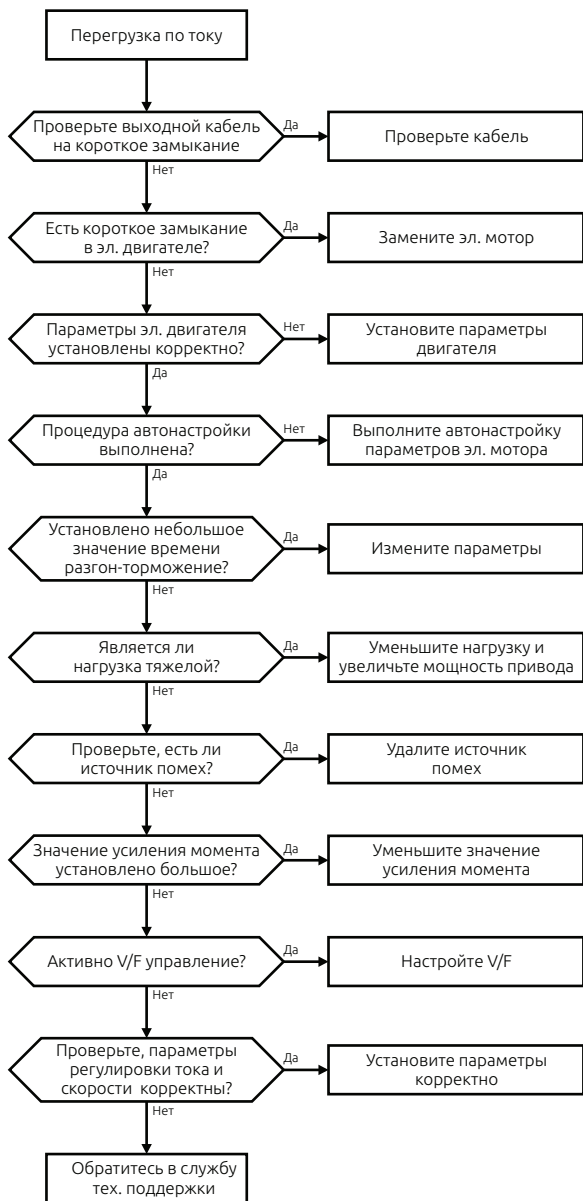 Перегрузка по току
Проверьте выходной кабель
на короткое замыкание
Да
Проверьте кабель
Нет
Есть короткое замыкание
в эл. двигателе?
Да
Замените эл. мотор
Нет
Параметры эл. двигателя
установлены корректно?
Нет
Установите параметры
двигателя
Да
Процедура автонастройки
выполнена?
Нет
Выполните автонастройку
параметров эл. мотора
Да
Установлено небольшое
значение времени
разгон-торможение?
Да
Измените параметры
Нет
Является ли
нагрузка тяжелой?
Да
Уменьшите нагрузку и
увеличьте мощность привода
Нет
Проверьте, есть ли
источник помех?
Да
Удалите источник
помех
Нет
Значение усиления момента
установлено большое?
Да
Уменьшите значение
усиления момента
Нет
Активно V/F управление?
Да
Настройте V/F
Нет
Проверьте, параметры
регулировки тока и
скорости корректны?
Да
Установите параметры
корректно
Нет
Обратитесь в службу
тех. поддержки